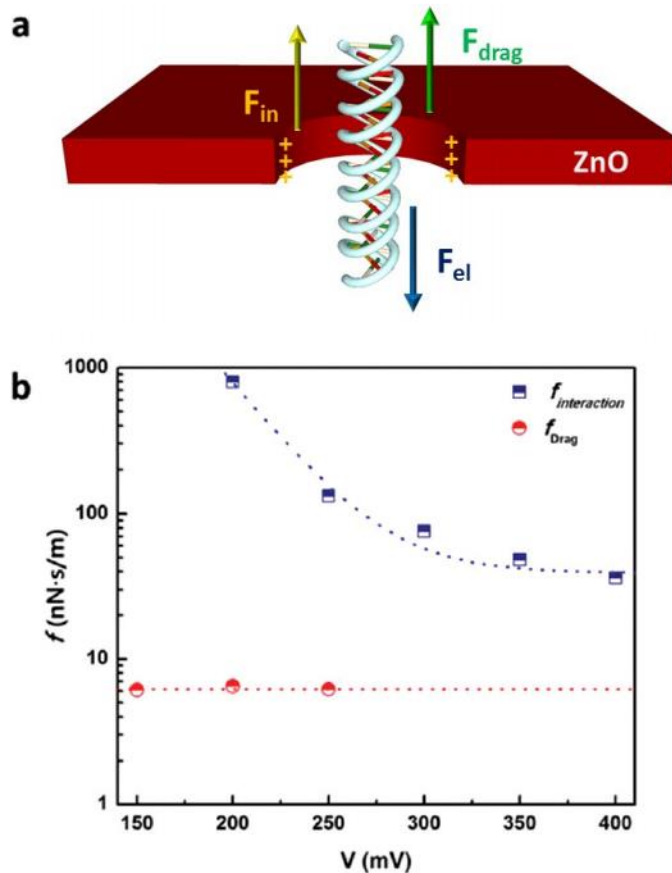 a
F_in
F_drag
+ +
+ +
+ +
ZnO
F_el
b
1000
100
10
1
f (nN·s/m)
f_interaction
f_Drag
150 200 250 300 350 400
V (mV)